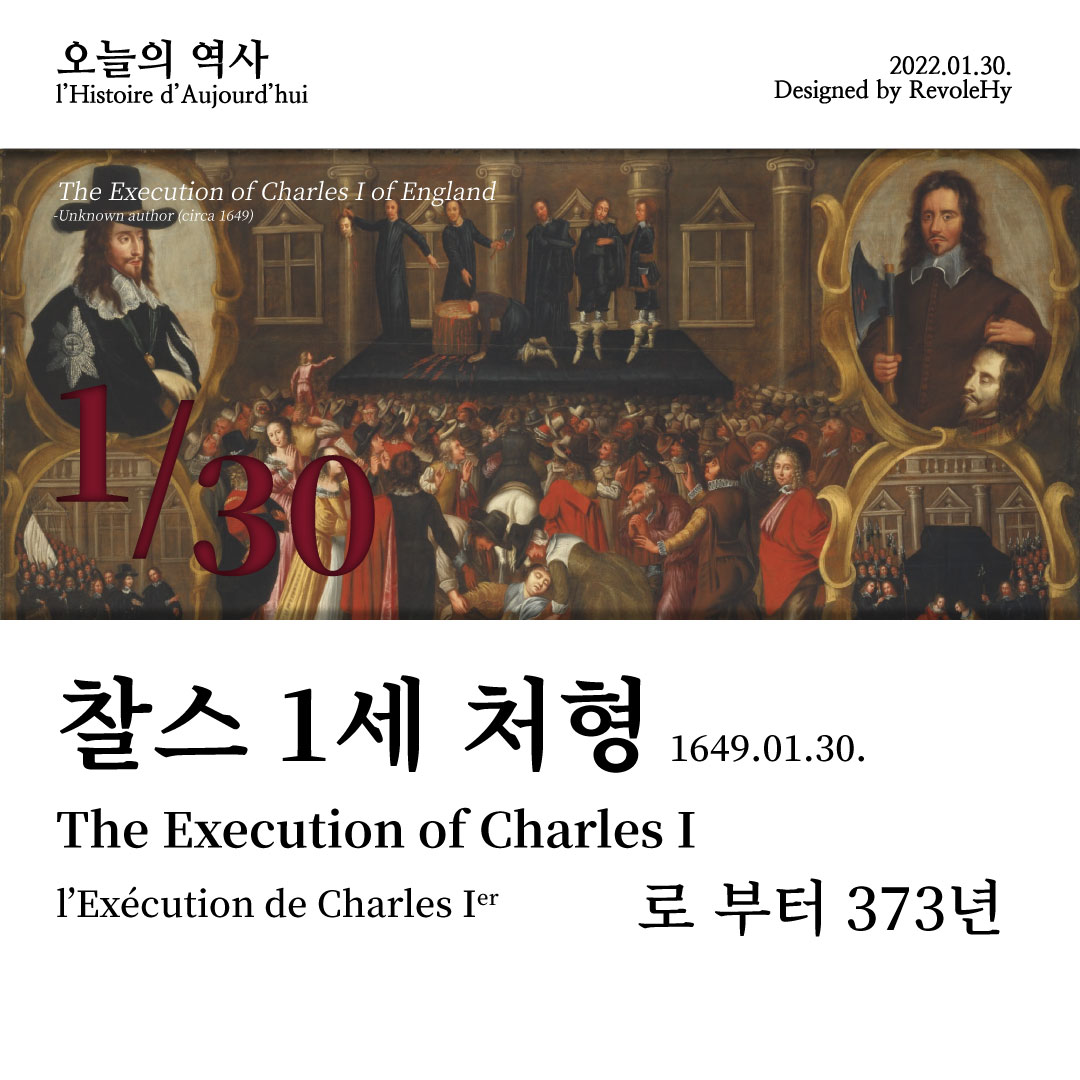 오늘의 역사
l’Histoire d’Aujourd’hui
2022.01.30.
Designed by RevoleHy
The Execution of Charles I of England
-Unknown author (circa 1649)
1/30
찰스 1세 처형 1649.01.30.
The Execution of Charles I
l’Exécution de Charles Iᵉʳ
로 부터 373년